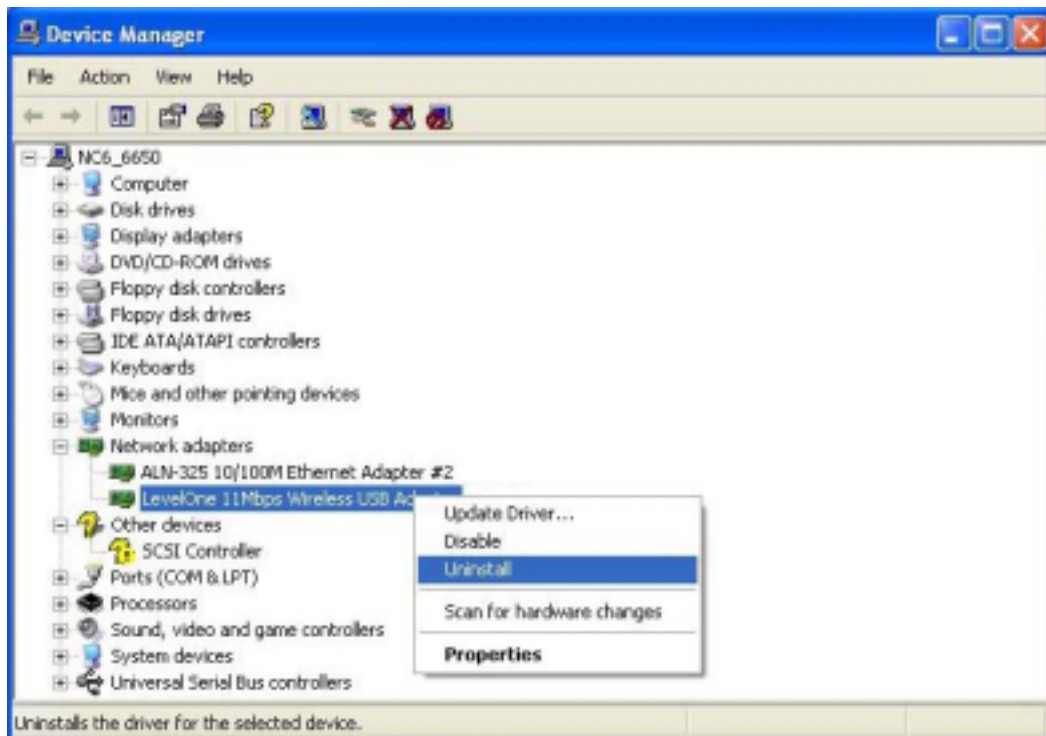 Device Manager
File Action View Help
NC6_6650
Computer
Disk drives
Display adapters
DVD/CD-ROM drives
Floppy disk controllers
Floppy disk drives
IDE ATA/ATAPI controllers
Keyboards
Mice and other pointing devices
Monitors
Network adapters
ALN-325 10/100M Ethernet Adapter #2
LevelOne 11Mbps Wireless USB
Update Driver...
Disable
Uninstall
Scan for hardware changes
Properties
Other devices
SCSI Controller
Ports (COM & LPT)
Processors
Sound, video and game controllers
System devices
Universal Serial Bus controllers
Uninstalls the driver for the selected device.